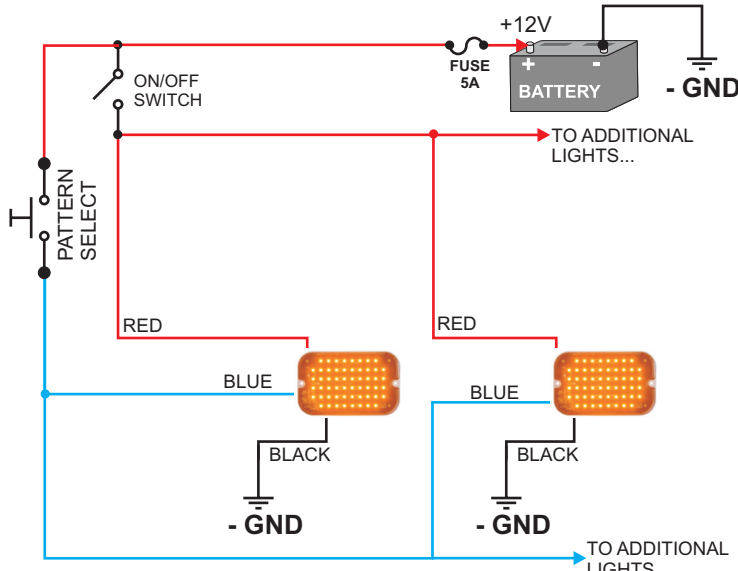 +12V
FUSE
5A
+ -
BATTERY
- GND
ON/OFF
SWITCH
TO ADDITIONAL
LIGHTS...
PATTERN
SELECT
RED
RED
BLUE
BLUE
BLACK
BLACK
- GND
- GND
TO ADDITIONAL
LIGHTS